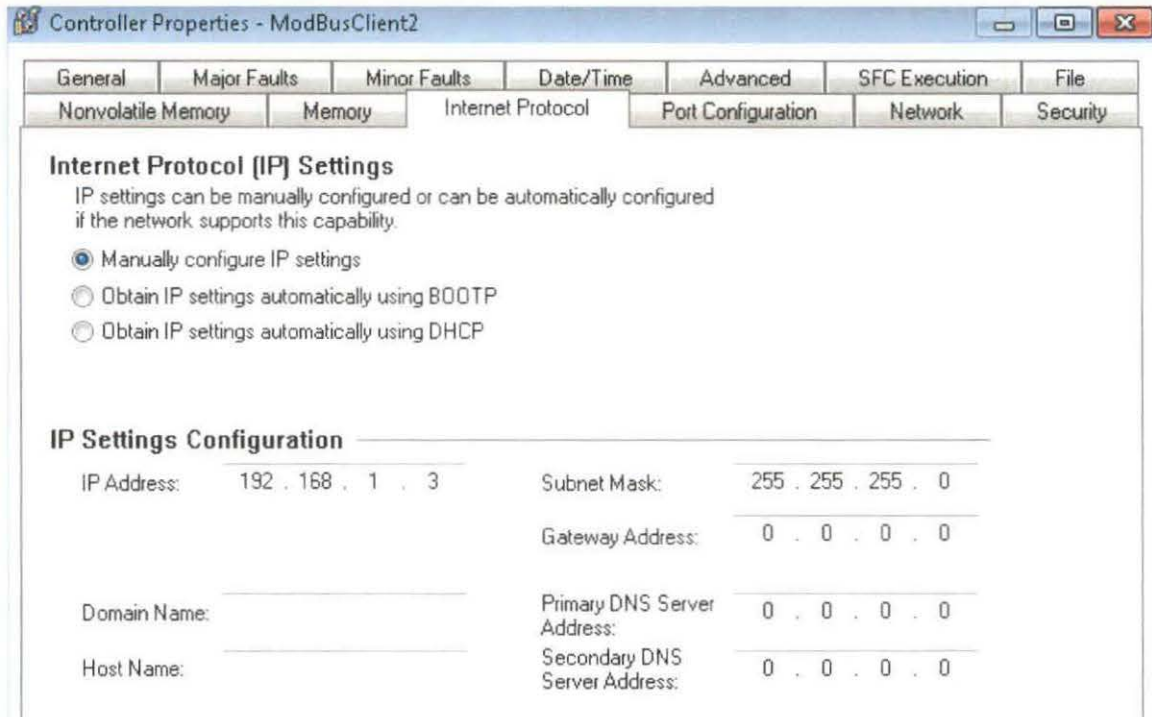 Controller Properties - ModBusClient2
General Major Faults Minor Faults Date/Time Advanced SFC Execution File
Nonvolatile Memory Memory Internet Protocol Port Configuration Network Security
Internet Protocol (IP) Settings
IP settings can be manually configured or can be automatically configured
if the network supports this capability.
Manually configure IP settings
Obtain IP settings automatically using BOOTP
Obtain IP settings automatically using DHCP
IP Settings Configuration
IP Address: 192 . 168 . 1 . 3 Subnet Mask: 255 . 255 . 255 . 0
Gateway Address: 0 . 0 . 0 . 0
Domain Name: Primary DNS Server
Address: 0 . 0 . 0 . 0
Host Name: Secondary DNS
Server Address: 0 . 0 . 0 . 0